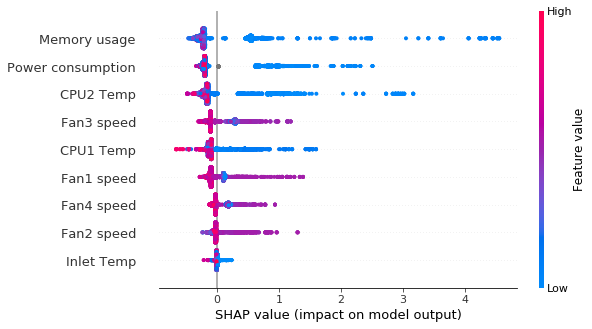 High
Memory usage
Power consumption
CPU2 Temp
Fan3 speed
CPU1 Temp
Fan1 speed
Fan4 speed
Fan2 speed
Inlet Temp
Feature value
Low
0 1 2 3 4
SHAP value (impact on model output)